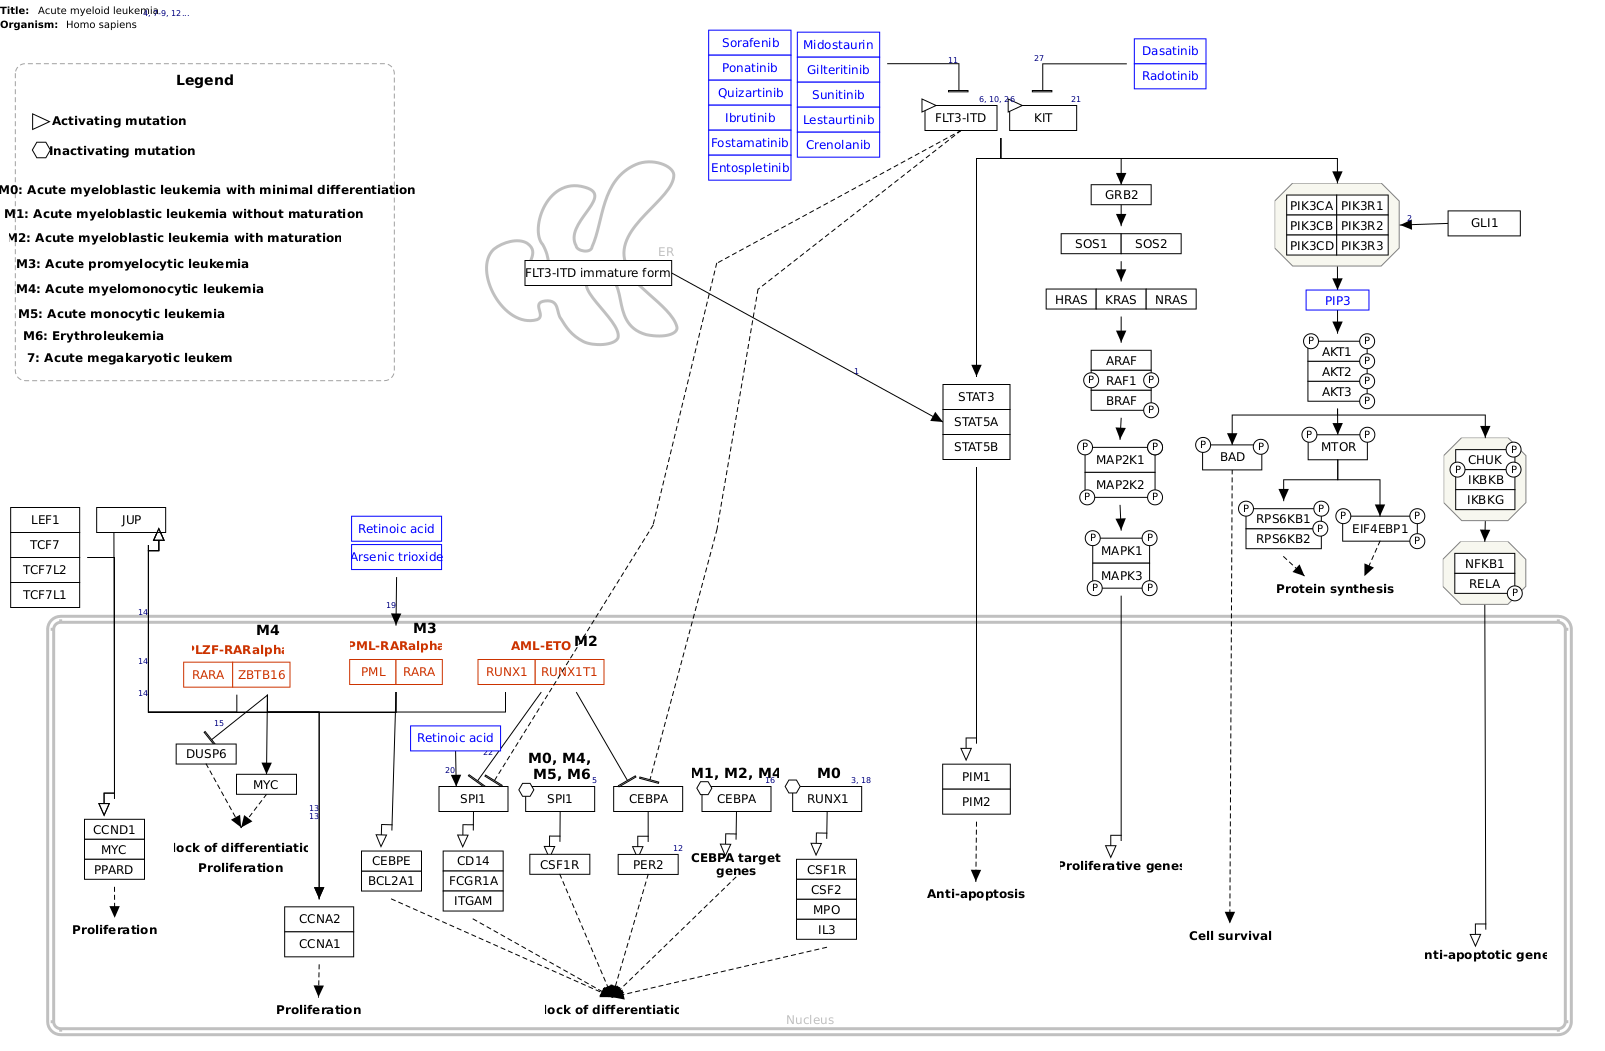 Title: Acute myeloid leukemia
4, 7-9, 12...
Organism: Homo sapiens
Legend
Activating mutation
Inactivating mutation
M0: Acute myeloblastic leukemia with minimal differentiation
M1: Acute myeloblastic leukemia without maturation
M2: Acute myeloblastic leukemia with maturation
M3: Acute promyelocytic leukemia
M4: Acute myelomonocytic leukemia
M5: Acute monocytic leukemia
M6: Erythroleukemia
7: Acute megakaryotic leukem
Sorafenib
Ponatinib
Quizartinib
Ibrutinib
Fostamatinib
Entospletinib
Midostaurin
Gilteritinib
Sunitinib
Lestaurtinib
Crenolanib
11
27
Dasatinib
Radotinib
6, 10, 26
21
FLT3-ITD
KIT
ER
FLT3-ITD immature form
1
STAT3
STAT5A
STAT5B
GRB2
SOS1 SOS2
HRAS KRAS NRAS
ARAF
P RAF1 P
BRAF P
P P
MAP2K1
MAP2K2
P P
P P
MAPK1
MAPK3
P P
PIK3CA PIK3R1
PIK3CB PIK3R2
PIK3CD PIK3R3
2
GLI1
PIP3
P P
AKT1 P
AKT2 P
AKT3 P
P P
BAD
P P
MTOR
P
CHUK
P IKBKB P
IKBKG
P P
RPS6KB1 P
RPS6KB2
P P
EIF4EBP1
P
Protein synthesis
NFKB1
RELA P
LEF1
TCF7
TCF7L2
TCF7L1
JUP
Retinoic acid
Arsenic trioxide
19
14
14
14
M4
PLZF-RARalpha
RARA ZBTB16
M3
PML-RARalpha
PML RARA
AML-ETO M2
RUNX1 RUNX1T1
15
DUSP6
MYC
lock of differentiatic
Proliferation
13
13
Retinoic acid
20
22
SPI1
M0, M4,
M5, M6
5
SPI1
CEBPA
M1, M2, M4
16
CEBPA
M0
3, 18
RUNX1
CCND1
MYC
PPARD
Proliferation
CCNA2
CCNA1
Proliferation
CEBPE
BCL2A1
CD14
FCGR1A
ITGAM
CSF1R
PER2
12
CEBPA target
genes
CSF1R
CSF2
MPO
IL3
PIM1
PIM2
Anti-apoptosis
Proliferative genes
Cell survival
nti-apoptotic gene
lock of differentiatic
Nucleus